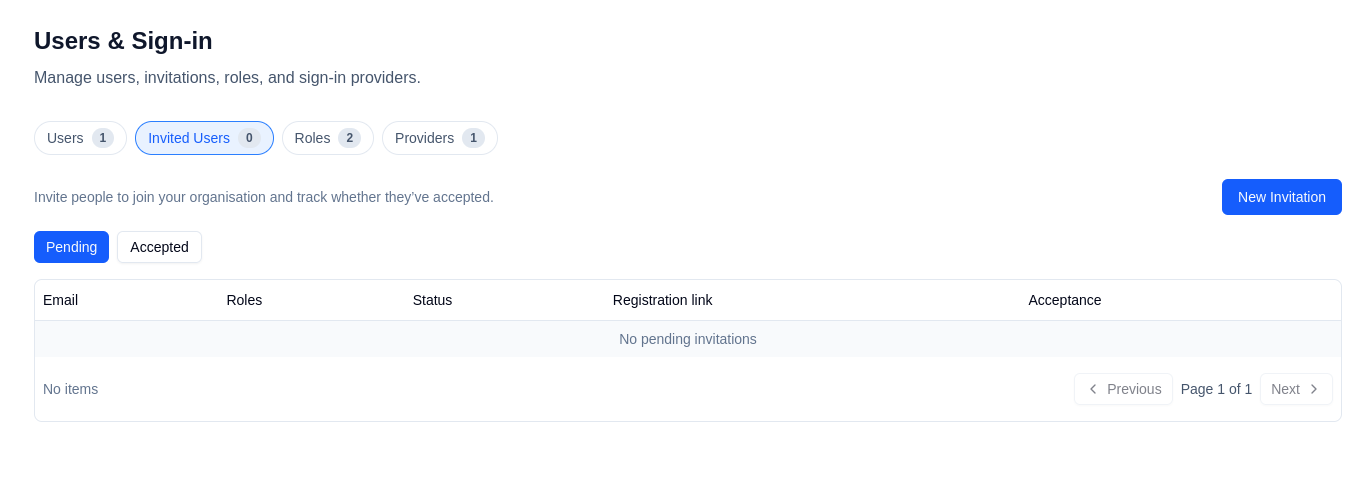 Users & Sign-in
Manage users, invitations, roles, and sign-in providers.
Users 1 Invited Users 0 Roles 2 Providers 1
Invite people to join your organisation and track whether they’ve accepted. New Invitation
Pending Accepted
Email Roles Status Registration link Acceptance
No pending invitations
No items Previous Page 1 of 1 Next